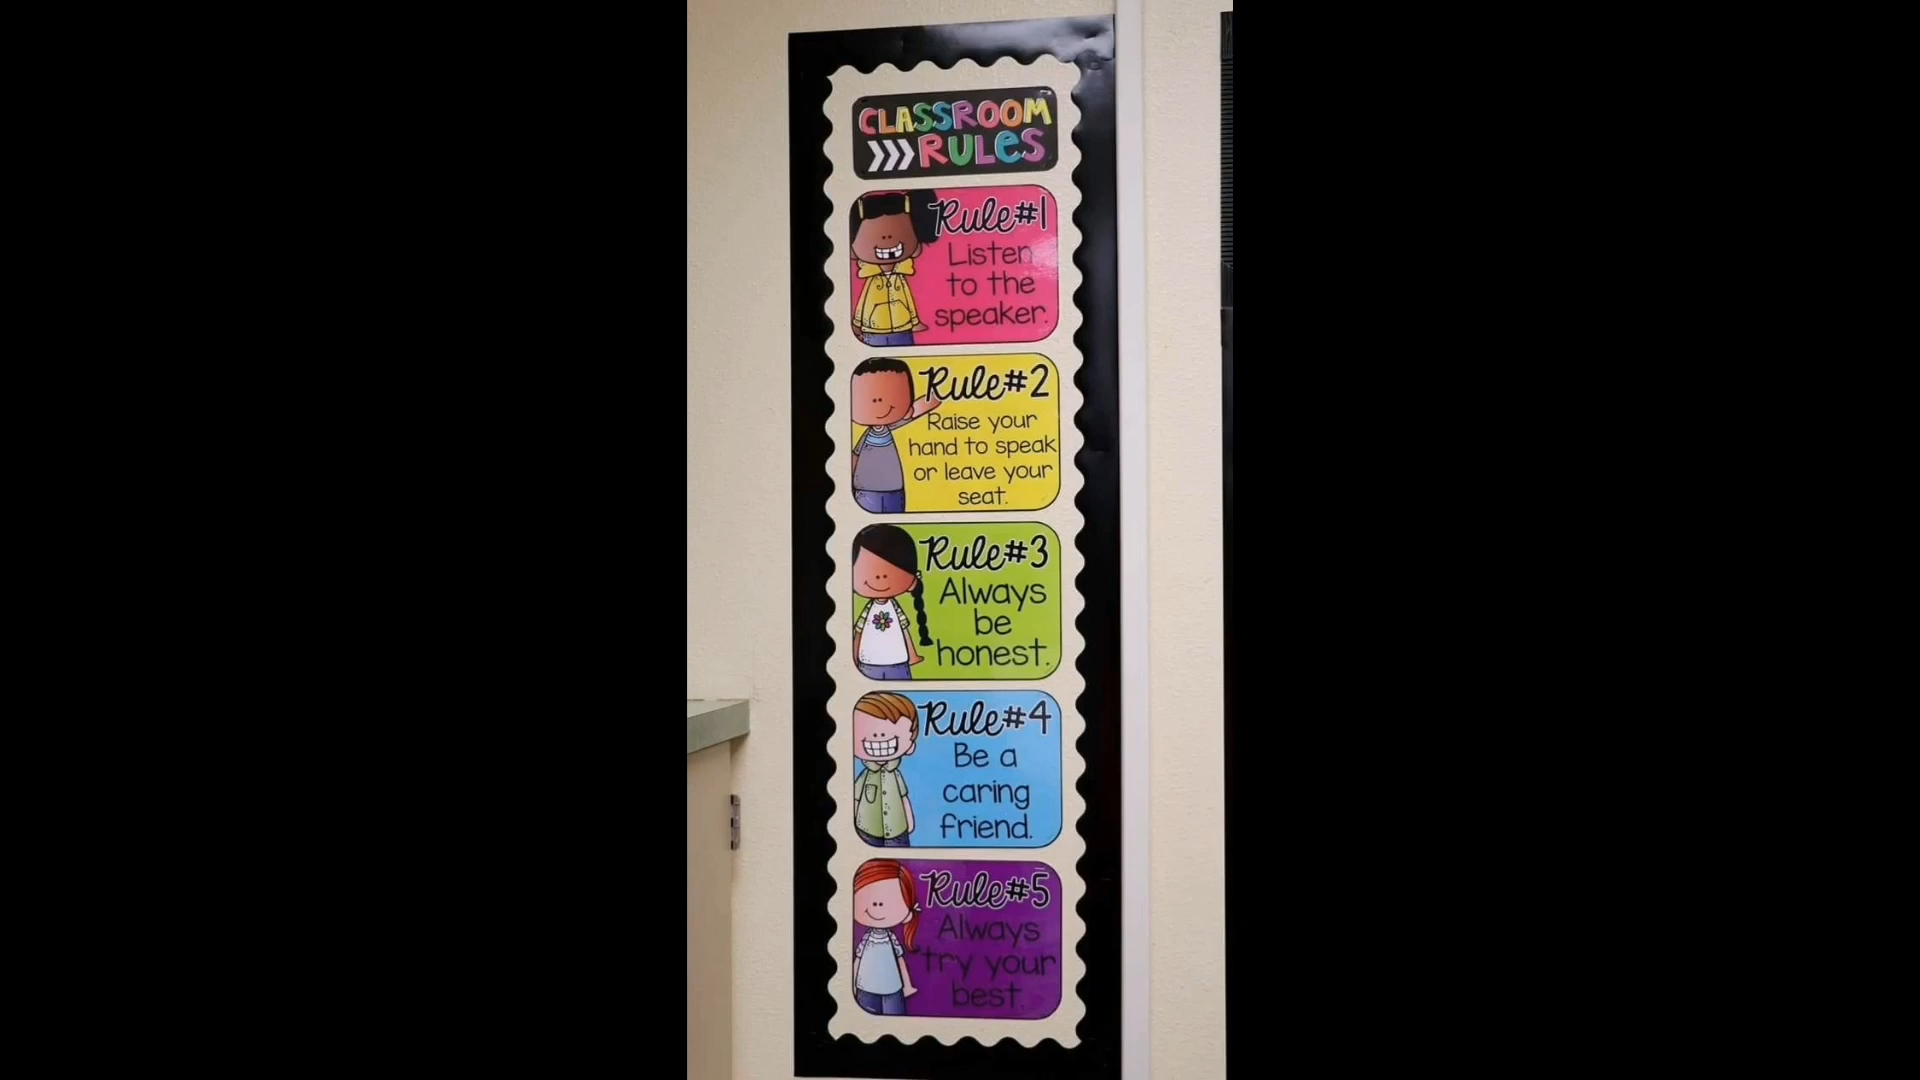 CLASSROOM
RULES
Rule#1
Listen
to the
speaker.
Rule#2
Raise your
hand to speak
or leave your
seat.
Rule#3
Always
be
honest.
Rule#4
Be a
caring
friend.
Rule#5
Always
try your
best.